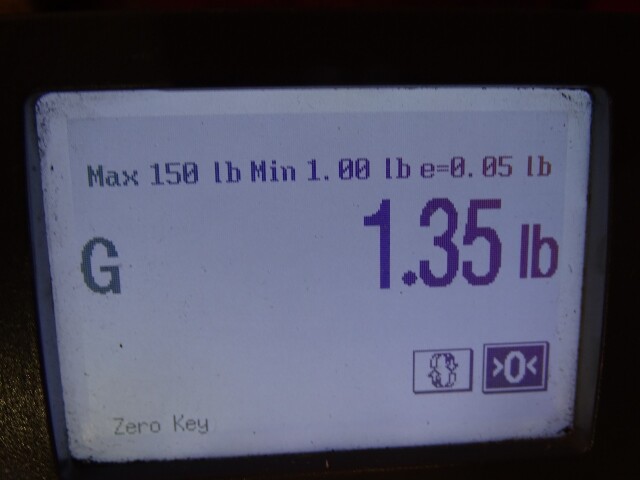 Max 150 lb Min 1.00 lb e=0.05 lb
G 1.35 lb
>0<
Zero Key